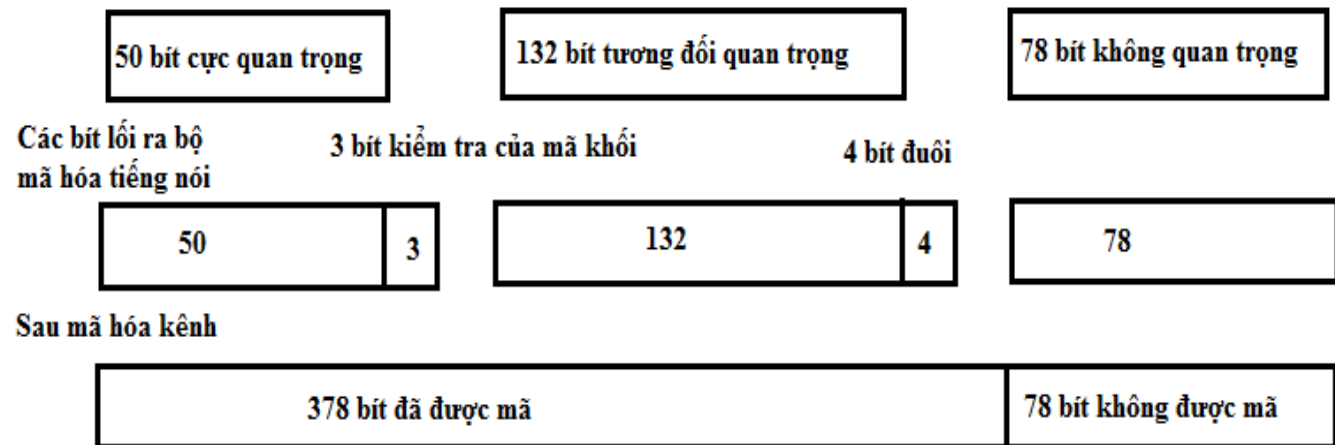 50 bít cực quan trọng
132 bít tương đối quan trọng
78 bít không quan trọng
Các bít lối ra bộ
mã hóa tiếng nói
3 bít kiểm tra của mã khối
4 bít đuôi
50
3
132
4
78
Sau mã hóa kênh
378 bít đã được mã
78 bít không được mã